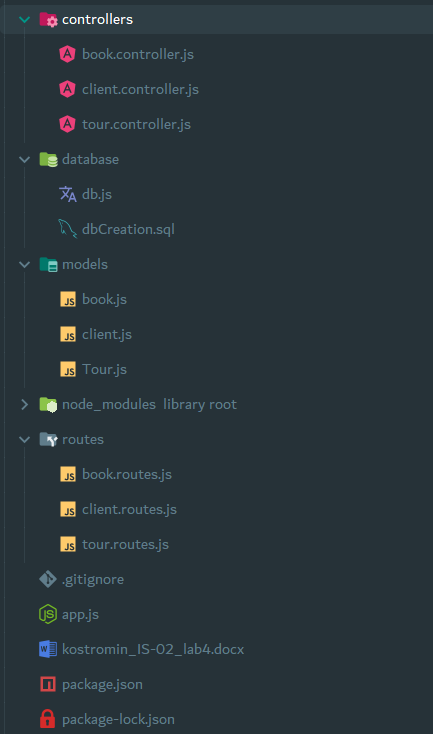 controllers
book.controller.js
client.controller.js
tour.controller.js
database
db.js
dbCreation.sql
models
book.js
client.js
Tour.js
node_modules library root
routes
book.routes.js
client.routes.js
tour.routes.js
.gitignore
app.js
kostromin_IS-02_lab4.docx
package.json
package-lock.json